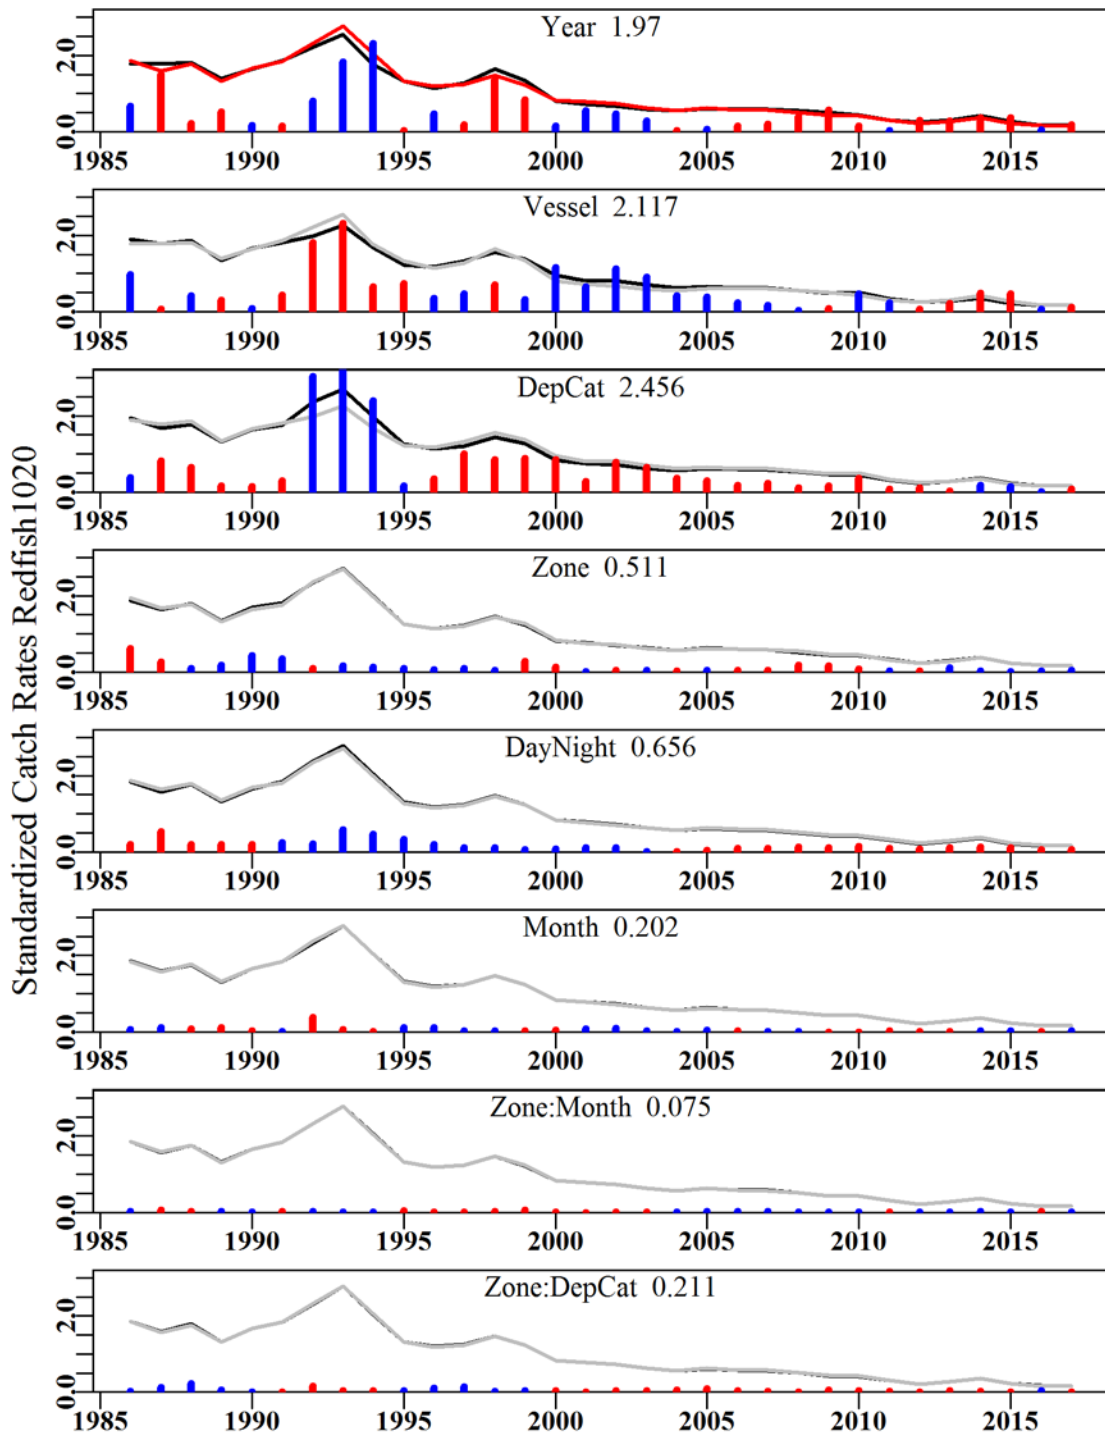 Standardized Catch Rates Redfish1020
Year 1.97
2.0
0.0
1985 1990 1995 2000 2005 2010 2015
Vessel 2.117
2.0
0.0
1985 1990 1995 2000 2005 2010 2015
DepCat 2.456
2.0
0.0
1985 1990 1995 2000 2005 2010 2015
Zone 0.511
2.0
0.0
1985 1990 1995 2000 2005 2010 2015
DayNight 0.656
2.0
0.0
1985 1990 1995 2000 2005 2010 2015
Month 0.202
2.0
0.0
1985 1990 1995 2000 2005 2010 2015
Zone:Month 0.075
2.0
0.0
1985 1990 1995 2000 2005 2010 2015
Zone:DepCat 0.211
2.0
0.0
1985 1990 1995 2000 2005 2010 2015